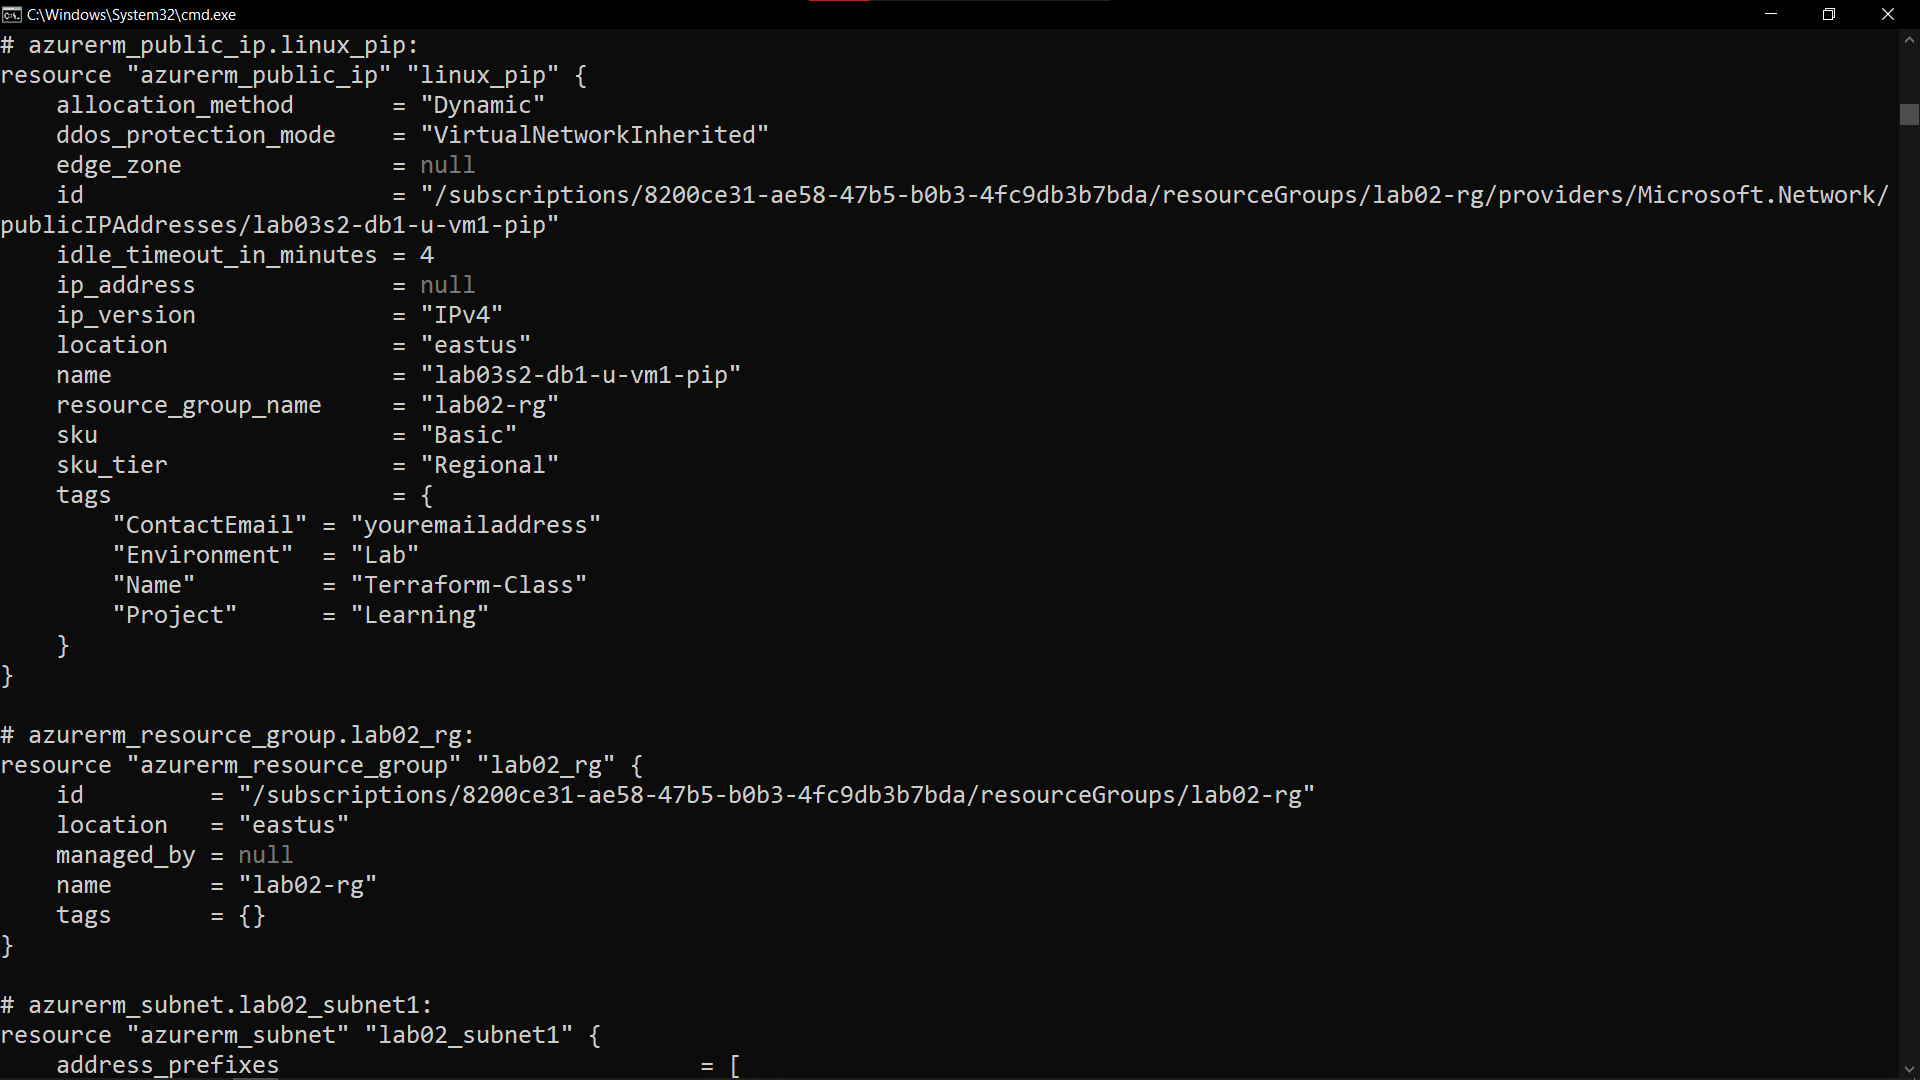 C:\Windows\System32\cmd.exe
# azurerm_public_ip.linux_pip:
resource "azurerm_public_ip" "linux_pip" {
    allocation_method       = "Dynamic"
    ddos_protection_mode    = "VirtualNetworkInherited"
    edge_zone               = null
    id                      = "/subscriptions/8200ce31-ae58-47b5-b0b3-4fc9db3b7bda/resourceGroups/lab02-rg/providers/Microsoft.Network/
publicIPAddresses/lab03s2-db1-u-vm1-pip"
    idle_timeout_in_minutes = 4
    ip_address              = null
    ip_version              = "IPv4"
    location                = "eastus"
    name                    = "lab03s2-db1-u-vm1-pip"
    resource_group_name     = "lab02-rg"
    sku                     = "Basic"
    sku_tier                = "Regional"
    tags                    = {
        "ContactEmail" = "youremailaddress"
        "Environment"  = "Lab"
        "Name"         = "Terraform-Class"
        "Project"      = "Learning"
    }
}

# azurerm_resource_group.lab02_rg:
resource "azurerm_resource_group" "lab02_rg" {
    id         = "/subscriptions/8200ce31-ae58-47b5-b0b3-4fc9db3b7bda/resourceGroups/lab02-rg"
    location   = "eastus"
    managed_by = null
    name       = "lab02-rg"
    tags       = {}
}

# azurerm_subnet.lab02_subnet1:
resource "azurerm_subnet" "lab02_subnet1" {
    address_prefixes                              = [